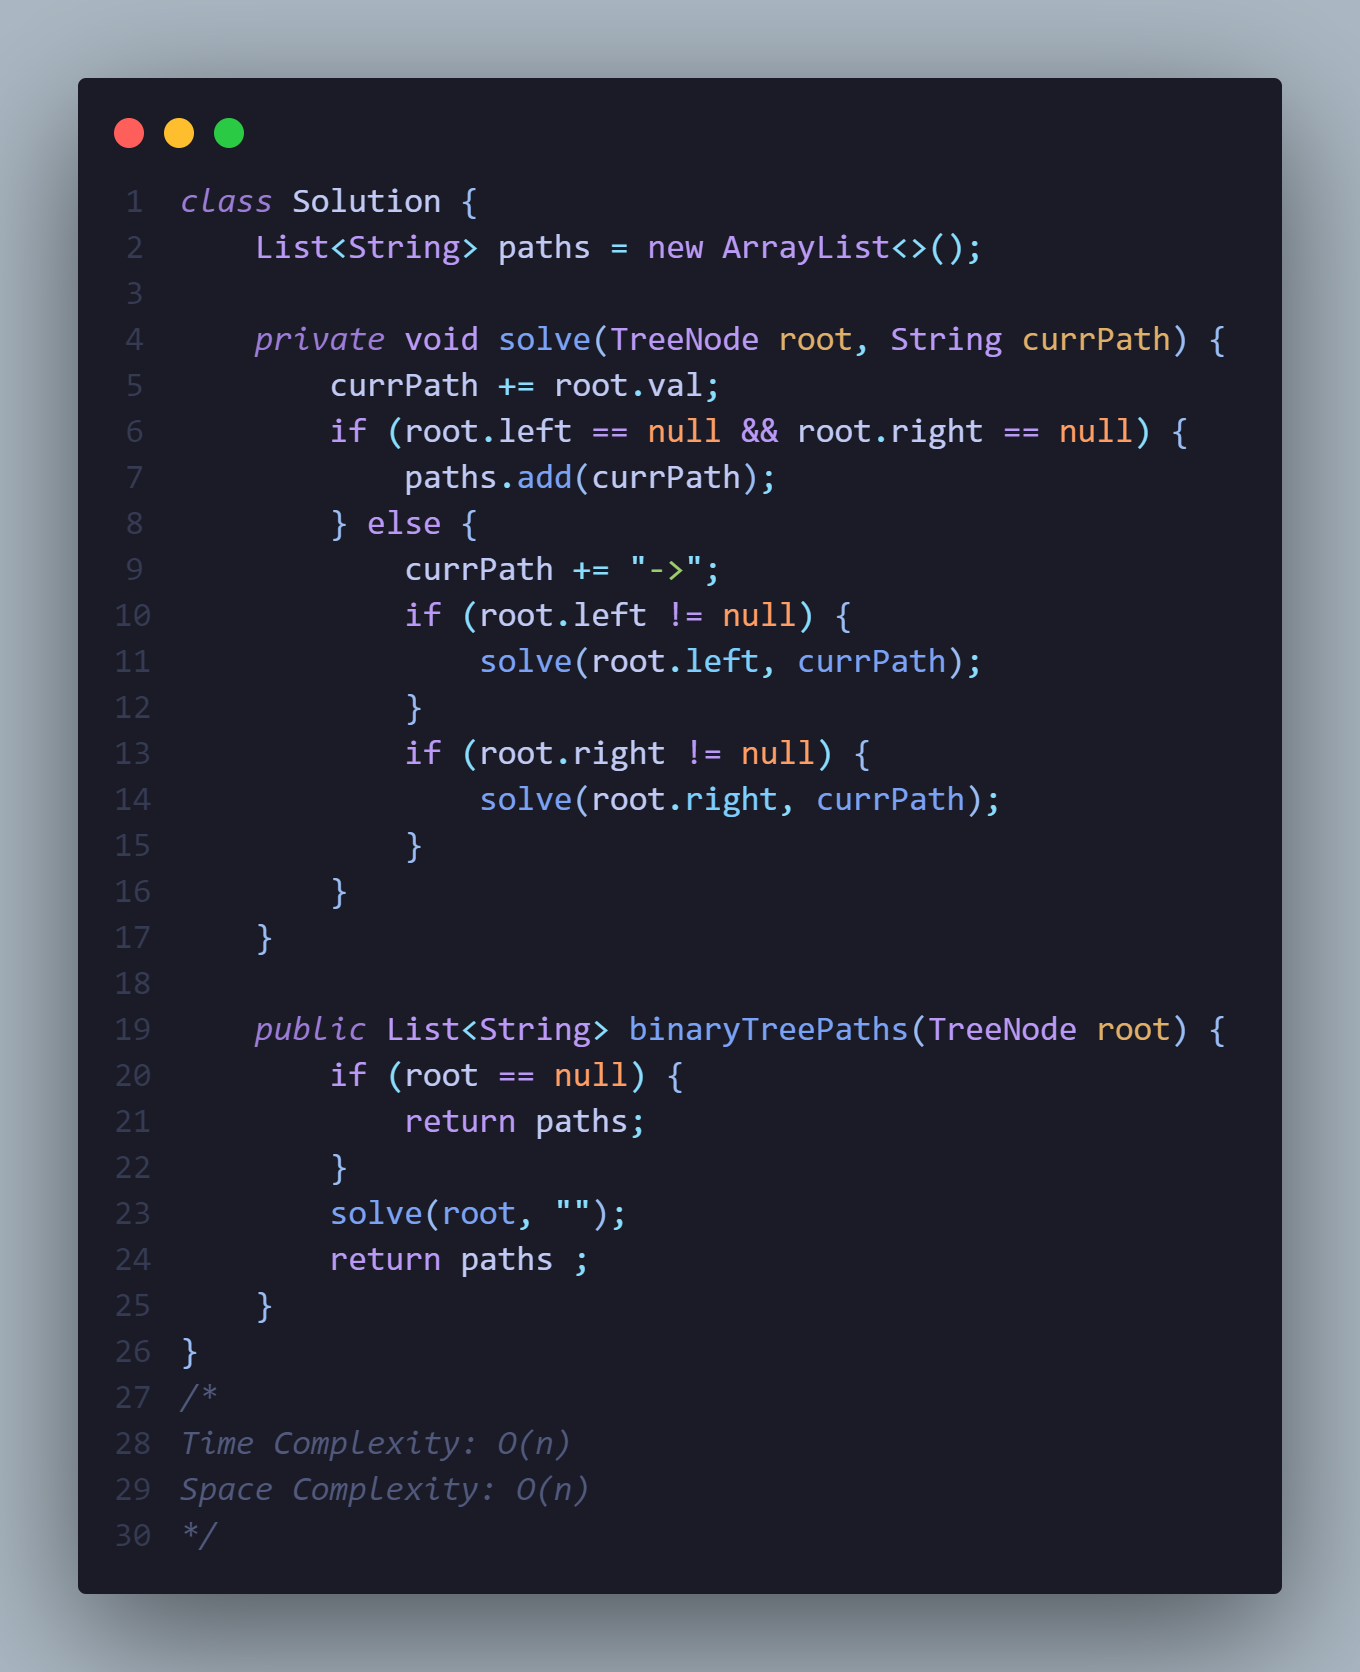 1 class Solution {
2     List<String> paths = new ArrayList<>();
3
4     private void solve(TreeNode root, String currPath) {
5         currPath += root.val;
6         if (root.left == null && root.right == null) {
7             paths.add(currPath);
8         } else {
9             currPath += "->";
10             if (root.left != null) {
11                 solve(root.left, currPath);
12             }
13             if (root.right != null) {
14                 solve(root.right, currPath);
15             }
16         }
17     }
18
19     public List<String> binaryTreePaths(TreeNode root) {
20         if (root == null) {
21             return paths;
22         }
23         solve(root, "");
24         return paths ;
25     }
26 }
27 /*
28 Time Complexity: O(n)
29 Space Complexity: O(n)
30 */